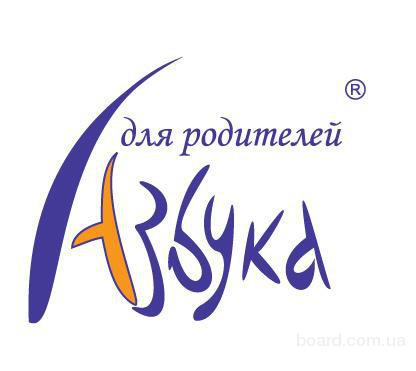 ®
для родителей
Азбука
board.com.ua